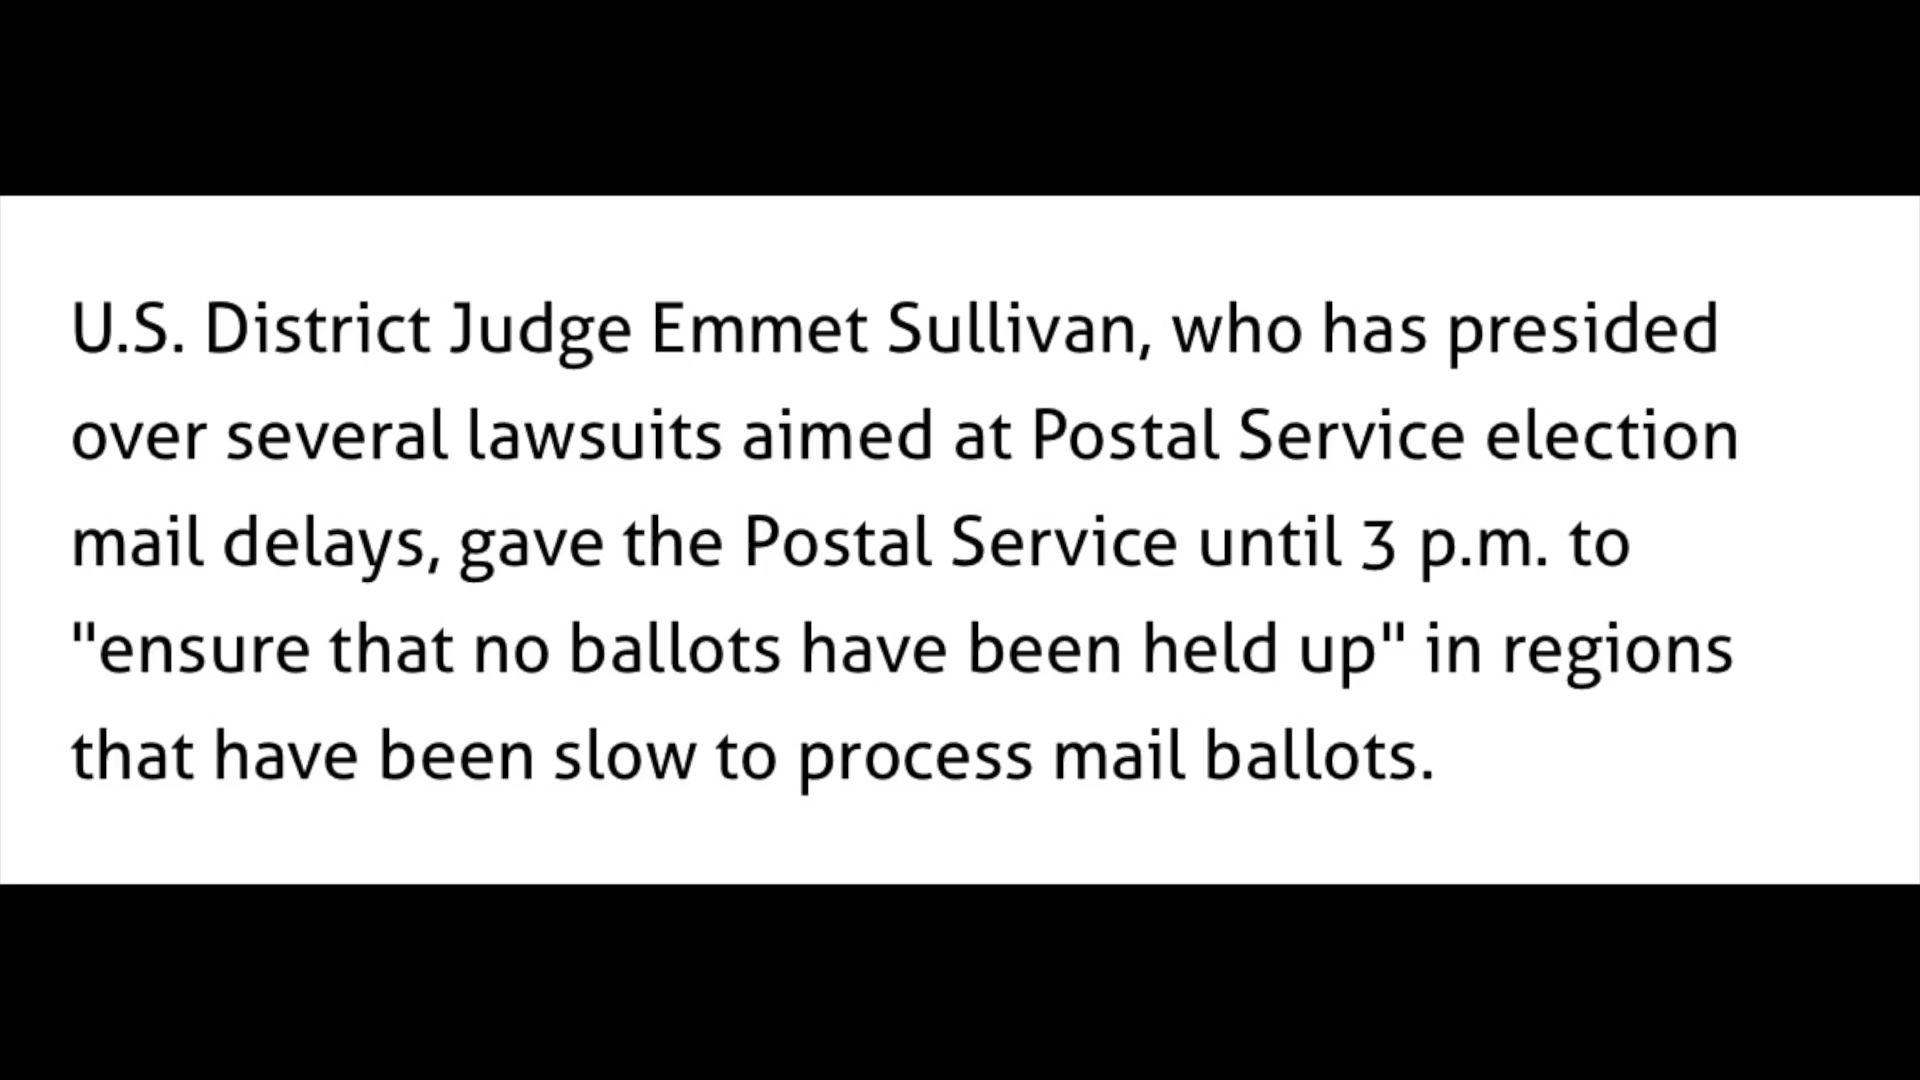 U.S. District Judge Emmet Sullivan, who has presided
over several lawsuits aimed at Postal Service election
mail delays, gave the Postal Service until 3 p.m. to
"ensure that no ballots have been held up" in regions
that have been slow to process mail ballots.